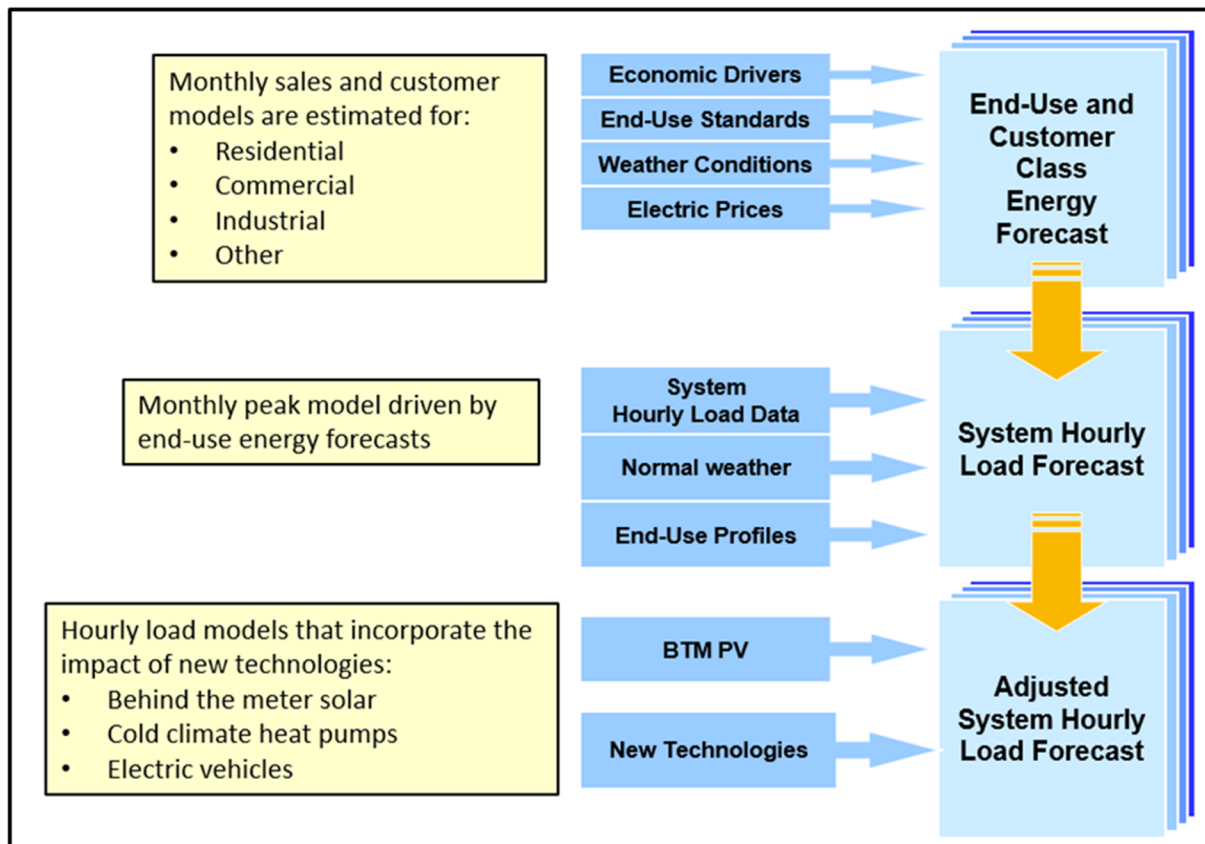 Monthly sales and customer
models are estimated for:
• Residential
• Commercial
• Industrial
• Other
Economic Drivers
End-Use Standards
Weather Conditions
Electric Prices
End-Use and
Customer
Class
Energy
Forecast
Monthly peak model driven by
end-use energy forecasts
System
Hourly Load Data
Normal weather
End-Use Profiles
System Hourly
Load Forecast
Hourly load models that incorporate the
impact of new technologies:
• Behind the meter solar
• Cold climate heat pumps
• Electric vehicles
BTM PV
New Technologies
Adjusted
System Hourly
Load Forecast